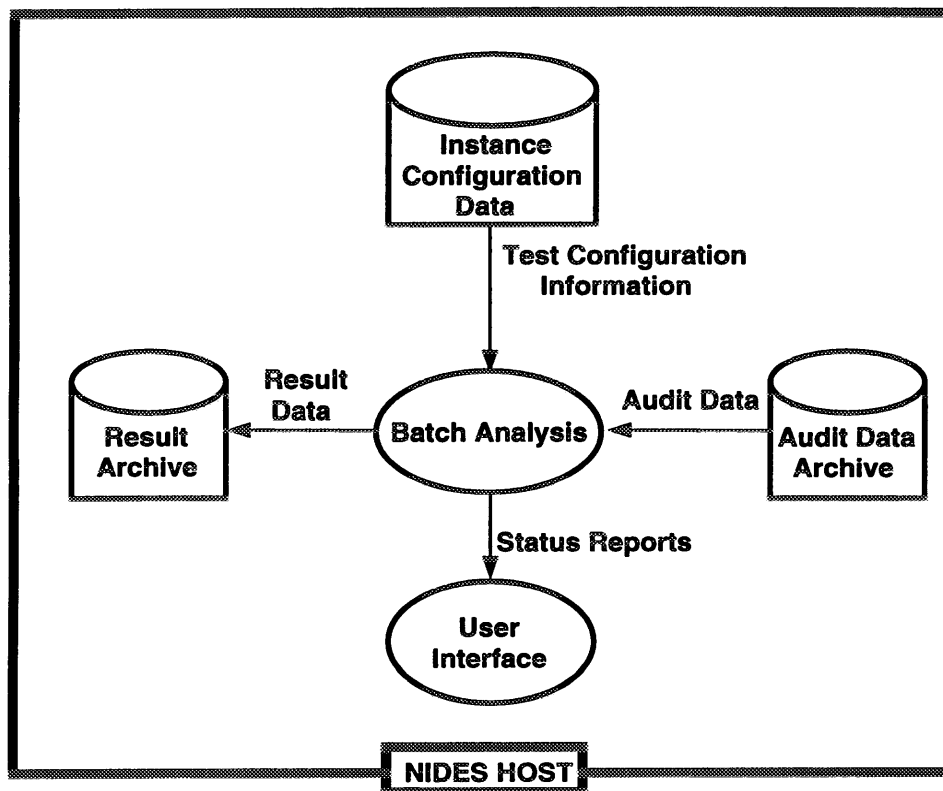 Instance
Configuration
Data
Test Configuration
Information
Result
Data
Audit Data
Result
Archive
Batch Analysis
Audit Data
Archive
Status Reports
User
Interface
NIDES HOST